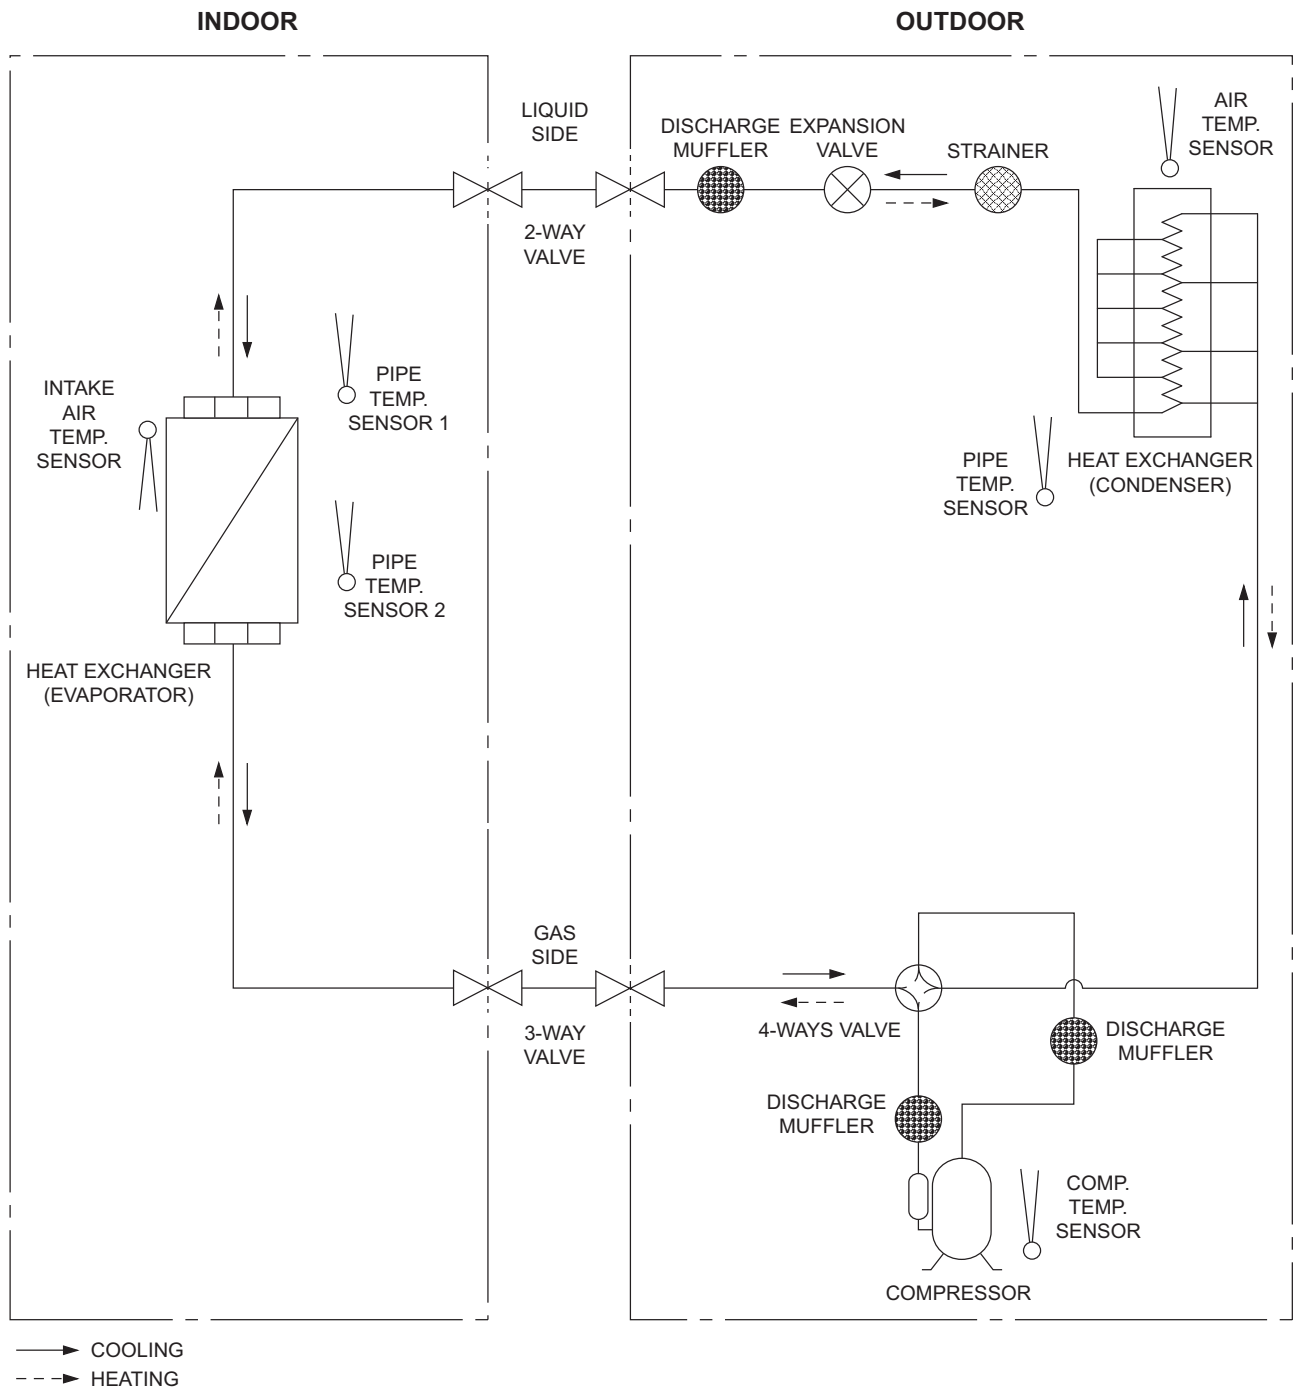 INDOOR
OUTDOOR
LIQUID
SIDE
DISCHARGE
MUFFLER
EXPANSION
VALVE
STRAINER
AIR
TEMP.
SENSOR
2-WAY
VALVE
INTAKE
AIR
TEMP.
SENSOR
PIPE
TEMP.
SENSOR 1
PIPE
TEMP.
SENSOR
HEAT EXCHANGER
(CONDENSER)
PIPE
TEMP.
SENSOR 2
HEAT EXCHANGER
(EVAPORATOR)
GAS
SIDE
3-WAY
VALVE
4-WAYS VALVE
DISCHARGE
MUFFLER
DISCHARGE
MUFFLER
COMP.
TEMP.
SENSOR
COMPRESSOR
COOLING
HEATING